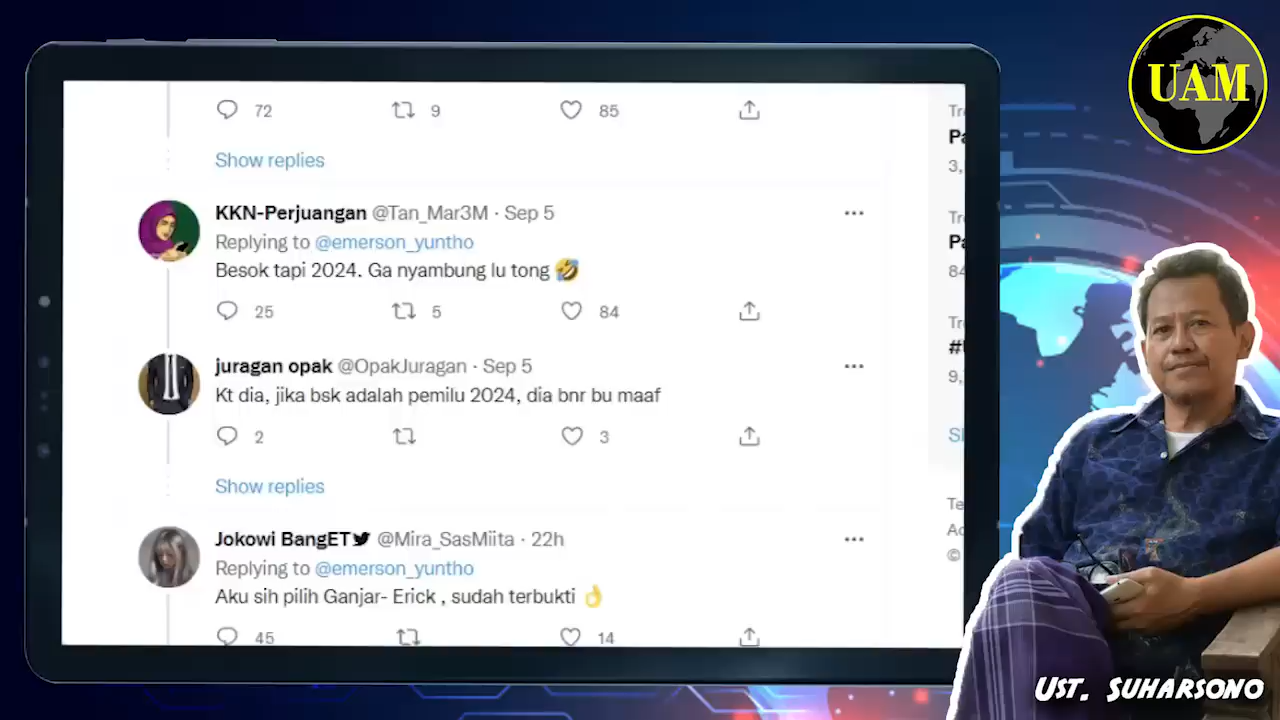 UAM
72 9 85
Show replies
KKN-Perjuangan @Tan_Mar3M · Sep 5
Replying to @emerson_yuntho
Besok tapi 2024. Ga nyambung lu tong 🤣
25 5 84
juragan opak @OpakJuragan · Sep 5
Kt dia, jika bsk adalah pemilu 2024, dia bnr bu maaf
2 3
Show replies
Jokowi BangET @Mira_SasMiita · 22h
Replying to @emerson_yuntho
Aku sih pilih Ganjar- Erick , sudah terbukti 👌
45 14
Ust. Suharsono